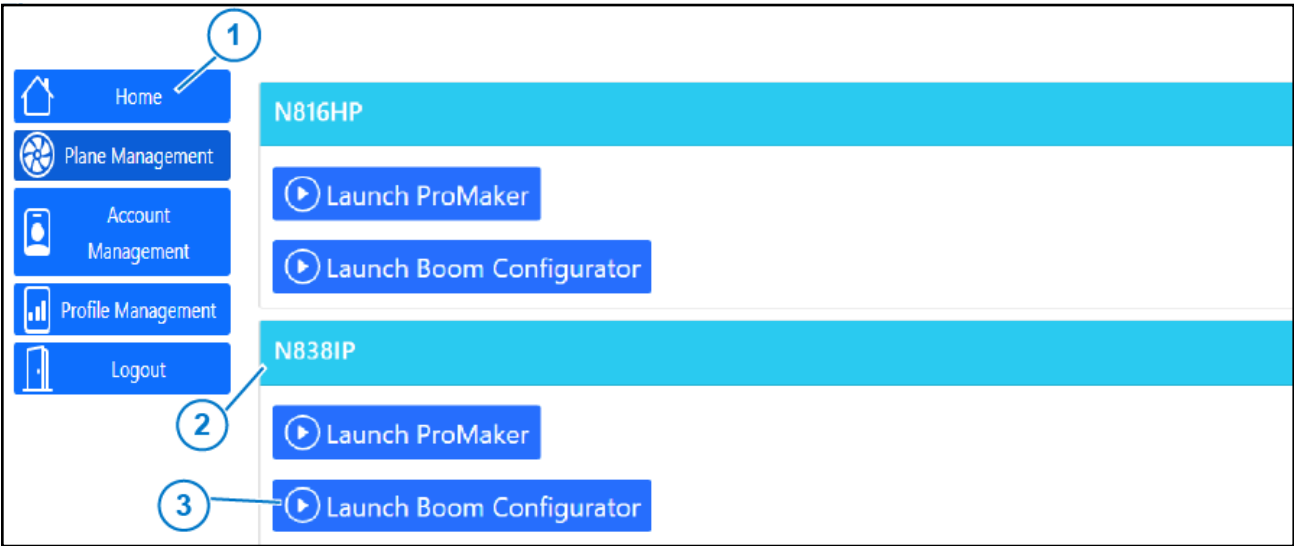 1
Home
Plane Management
Account
Management
Profile Management
Logout
N816HP
Launch ProMaker
Launch Boom Configurator
N838IP
2
Launch ProMaker
3
Launch Boom Configurator